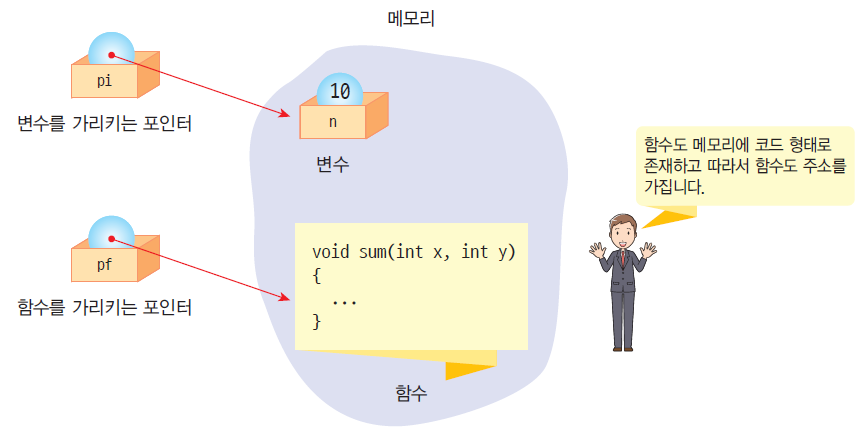 메모리
pi
변수를 가리키는 포인터
10
n
변수
함수도 메모리에 코드 형태로
존재하고 따라서 함수도 주소를
가집니다.
pf
함수를 가리키는 포인터
void sum(int x, int y)
{
...
}
함수